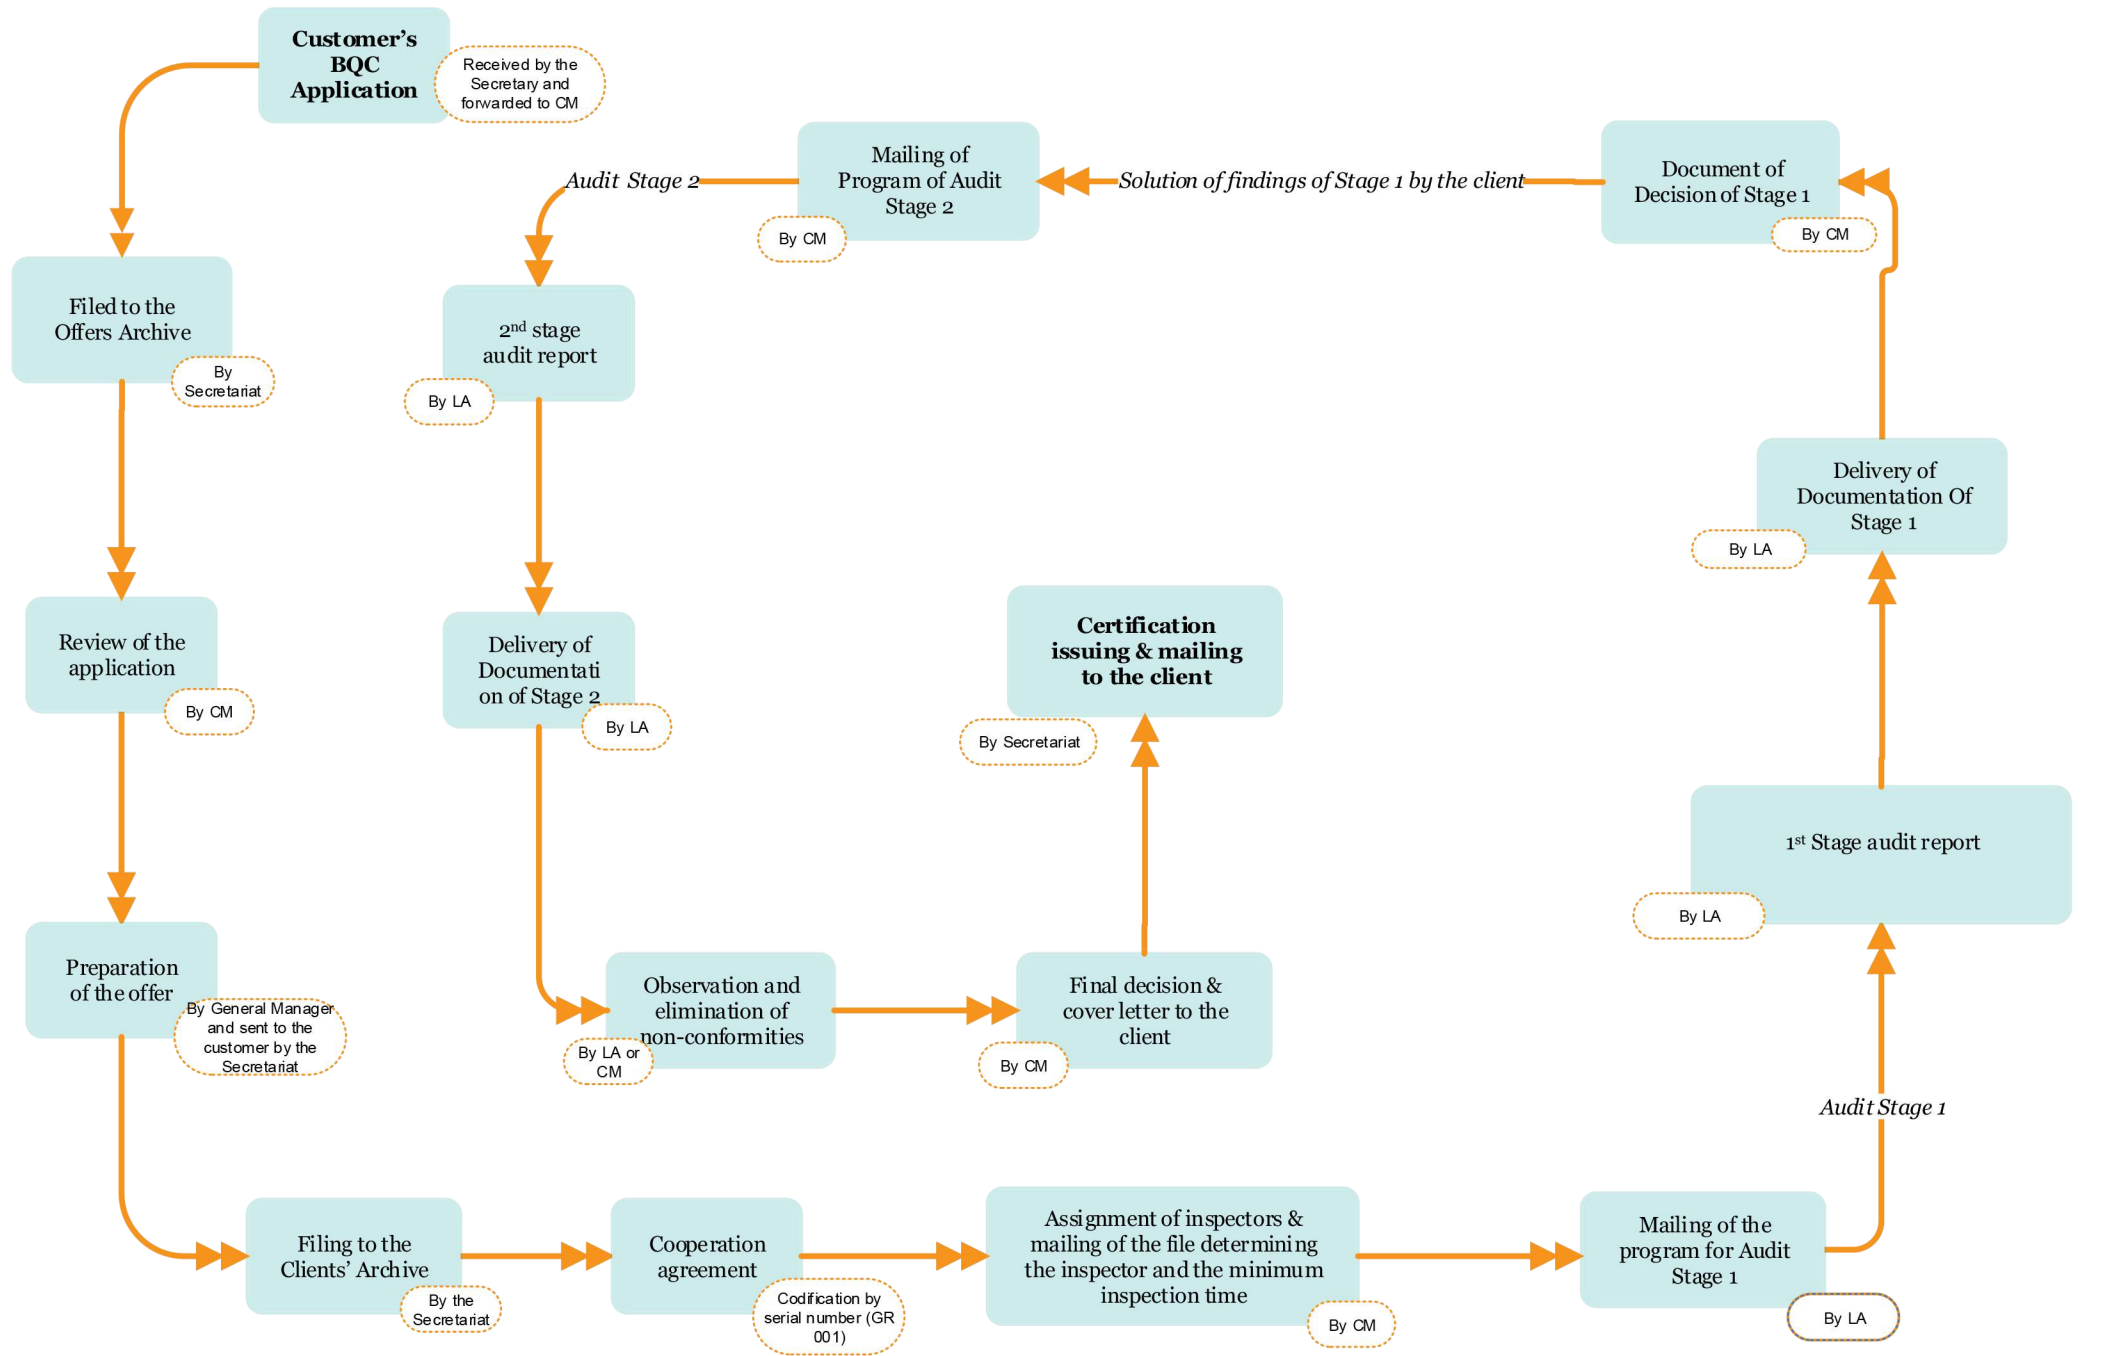 Customer’s
BQC
Application
Received by the
Secretary and
forwarded to CM
Filed to the
Offers Archive
By
Secretariat
Review of the
application
By CM
Preparation
of the offer
By General Manager
and sent to the
customer by the
Secretariat
Filing to the
Clients’ Archive
By the
Secretariat
Cooperation
agreement
Codification by
serial number (GR
001)
Assignment of inspectors &
mailing of the file determining
the inspector and the minimum
inspection time
By CM
Mailing of the
program for Audit
Stage 1
By LA
Audit Stage 1
1st Stage audit report
By LA
Delivery of
Documentation Of
Stage 1
By LA
Document of
Decision of Stage 1
By CM
Solution of findings of Stage 1 by the client
Mailing of
Program of Audit
Stage 2
By CM
Audit Stage 2
2nd stage
audit report
By LA
Delivery of
Documentati
on of Stage 2
By LA
Observation and
elimination of
non-conformities
By LA or
CM
Final decision &
cover letter to the
client
By CM
Certification
issuing & mailing
to the client
By Secretariat